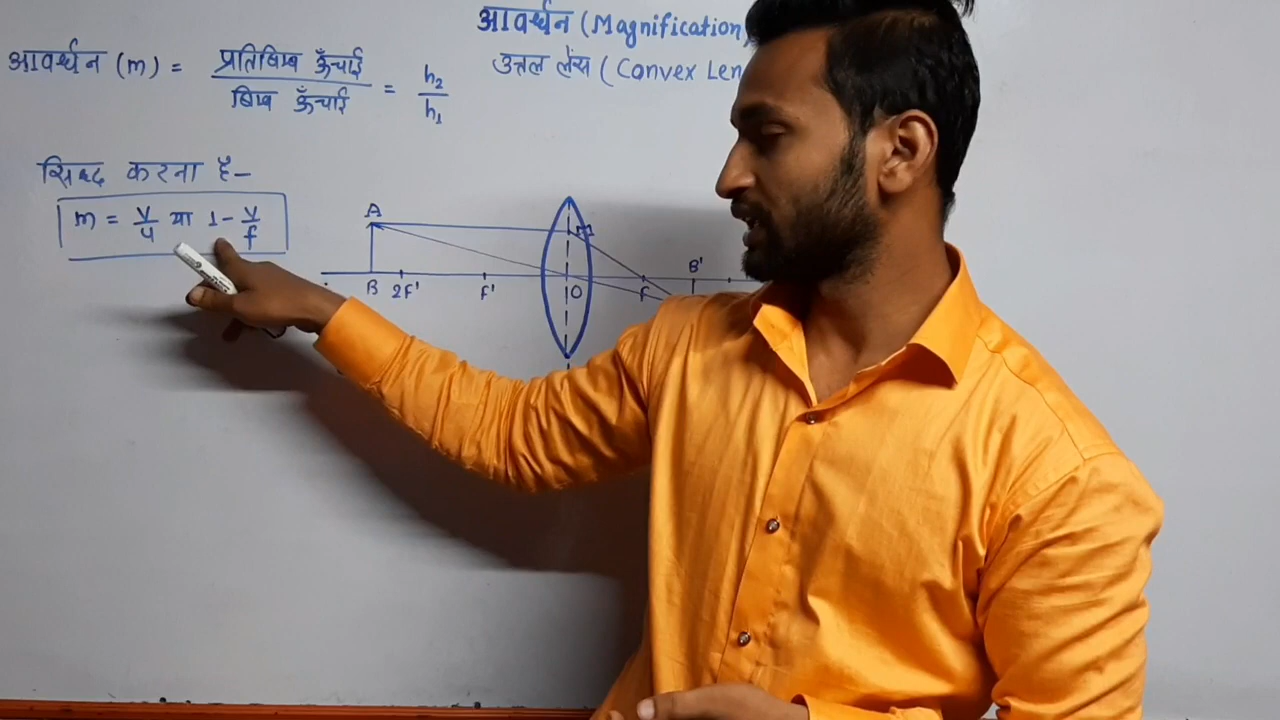 आवर्धन (Magnification
उत्तल लेंस (Convex Len
आवर्धन (m) = प्रतिबिम्ब ऊँचाई / बिम्ब ऊँचाई = h₂ / h₁
सिद्ध करना है-
m = v/u या 1 - v/f
A
M
B 2F' F' O F B'